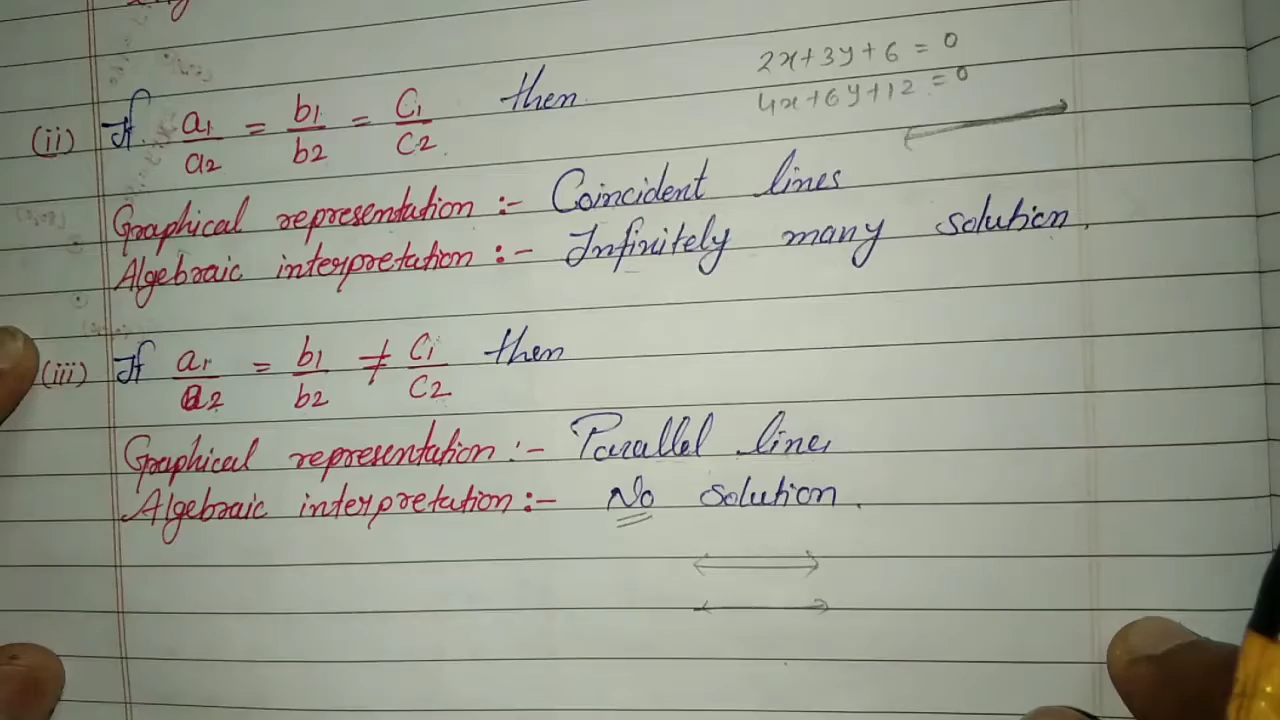 2x+3y+6 = 0
4x+6y+12 = 0
(ii) If a1/a2 = b1/b2 = C1/C2 then
Graphical representation :- Coincident lines
Algebraic interpretation :- Infinitely many solution.
(iii) If a1/a2 = b1/b2 ≠ C1/C2 then
Graphical representation :- Parallel lines
Algebraic interpretation :- No solution.